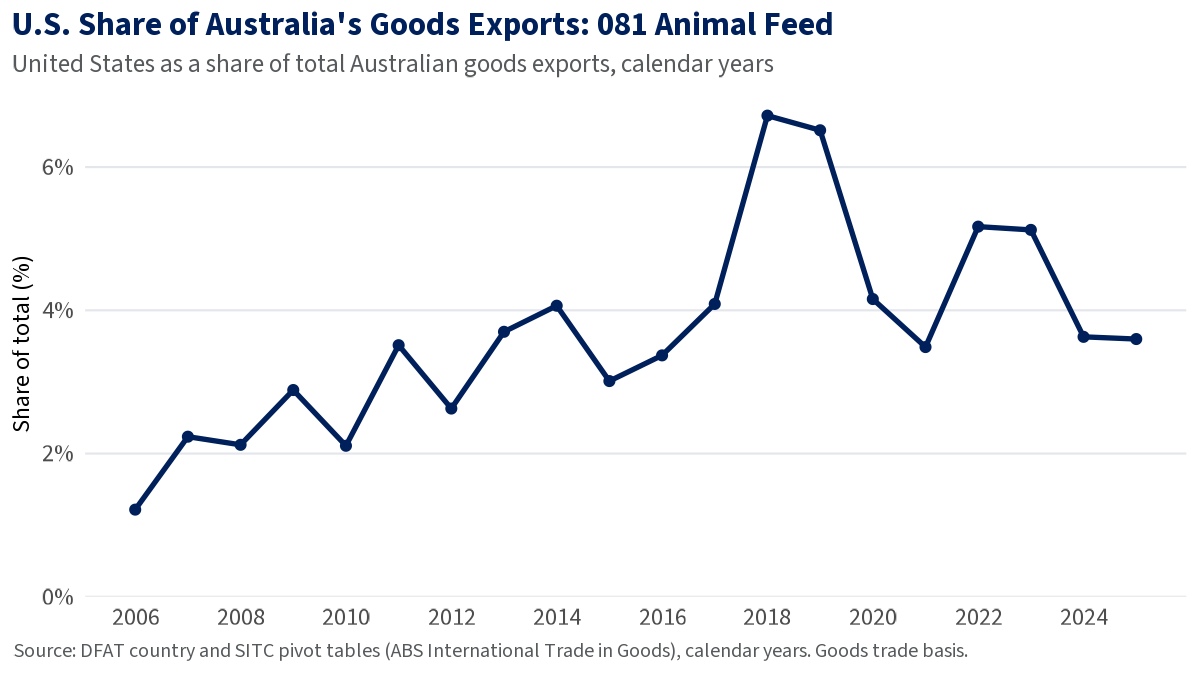 U.S. Share of Australia's Goods Exports: 081 Animal Feed
United States as a share of total Australian goods exports, calendar years
Share of total (%)
6%
4%
2%
0%
2006 2008 2010 2012 2014 2016 2018 2020 2022 2024
Source: DFAT country and SITC pivot tables (ABS International Trade in Goods), calendar years. Goods trade basis.